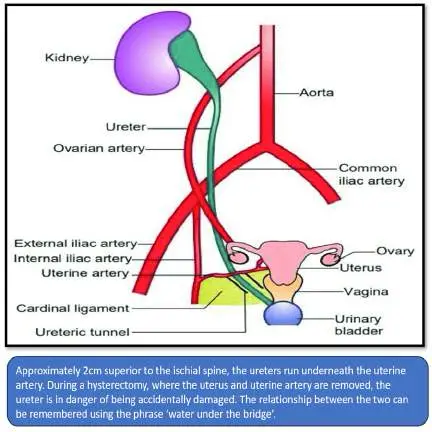 Kidney
Aorta
Ureter
Ovarian artery
Common
iliac artery
External iliac artery
Internal iliac artery
Uterine artery
Ovary
Uterus
Vagina
Cardinal ligament
Ureteric tunnel
Urinary
bladder
Approximately 2cm superior to the ischial spine, the ureters run underneath the uterine
artery. During a hysterectomy, where the uterus and uterine artery are removed, the
ureter is in danger of being accidentally damaged. The relationship between the two can
be remembered using the phrase ‘water under the bridge’.